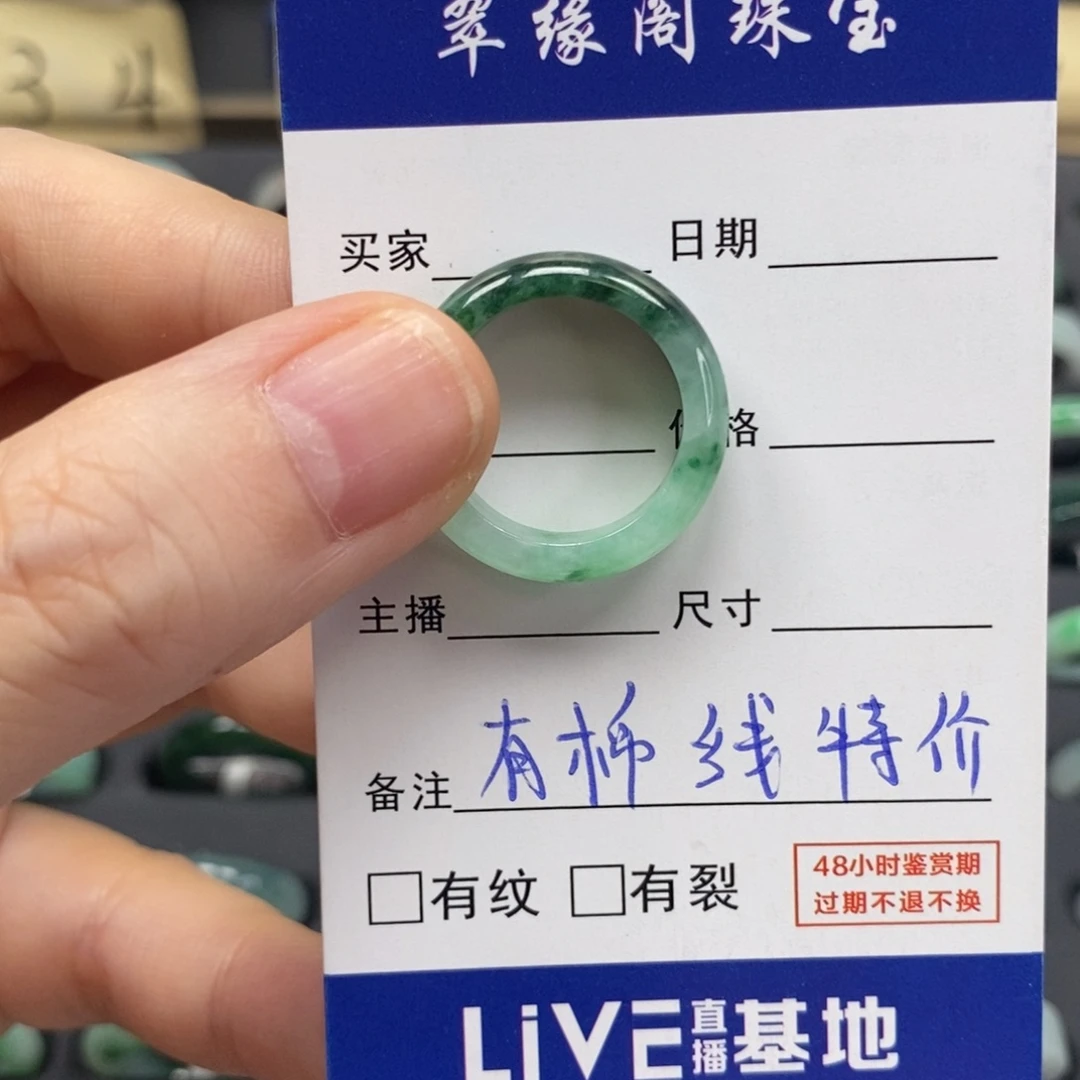 34
翠缘阁珠宝
买家 日期
格
主播 尺寸
备注 有棉线特价
有纹 有裂
48小时鉴赏期
过期不退不换
LiVE直播基地